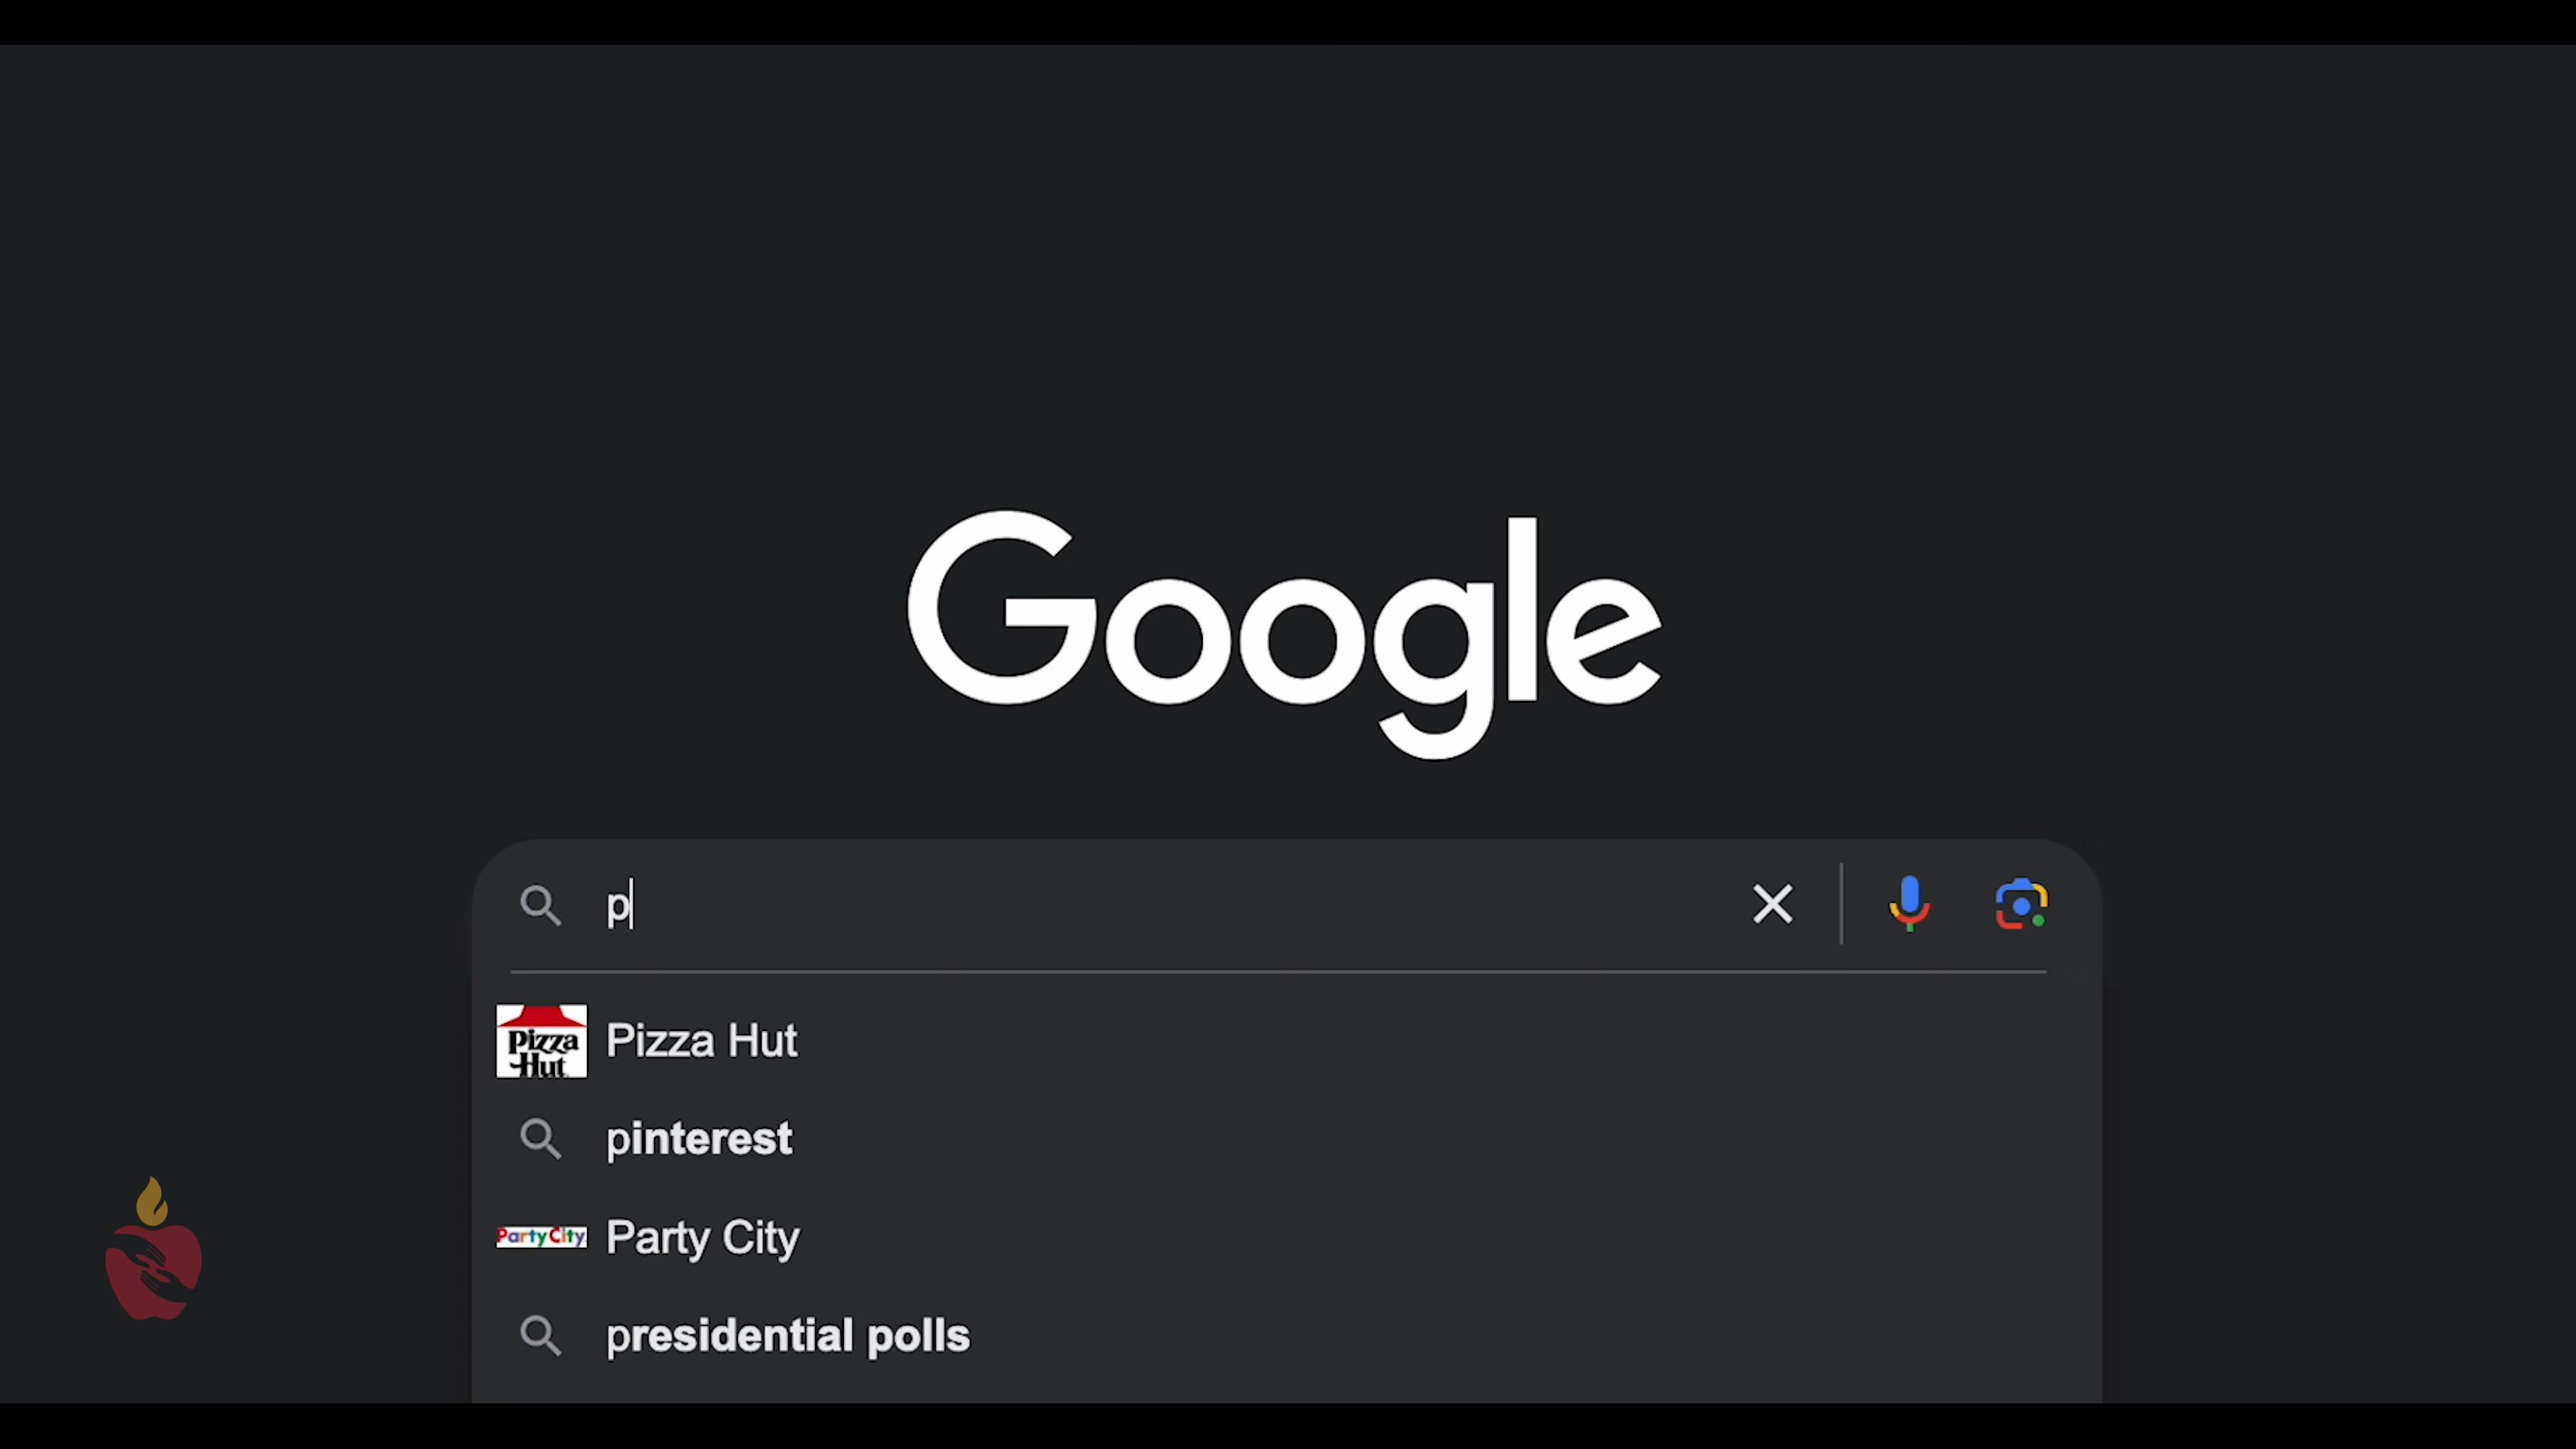 Google
p
Pizza Hut
Pizza Hut
pinterest
PartyCity
Party City
presidential polls